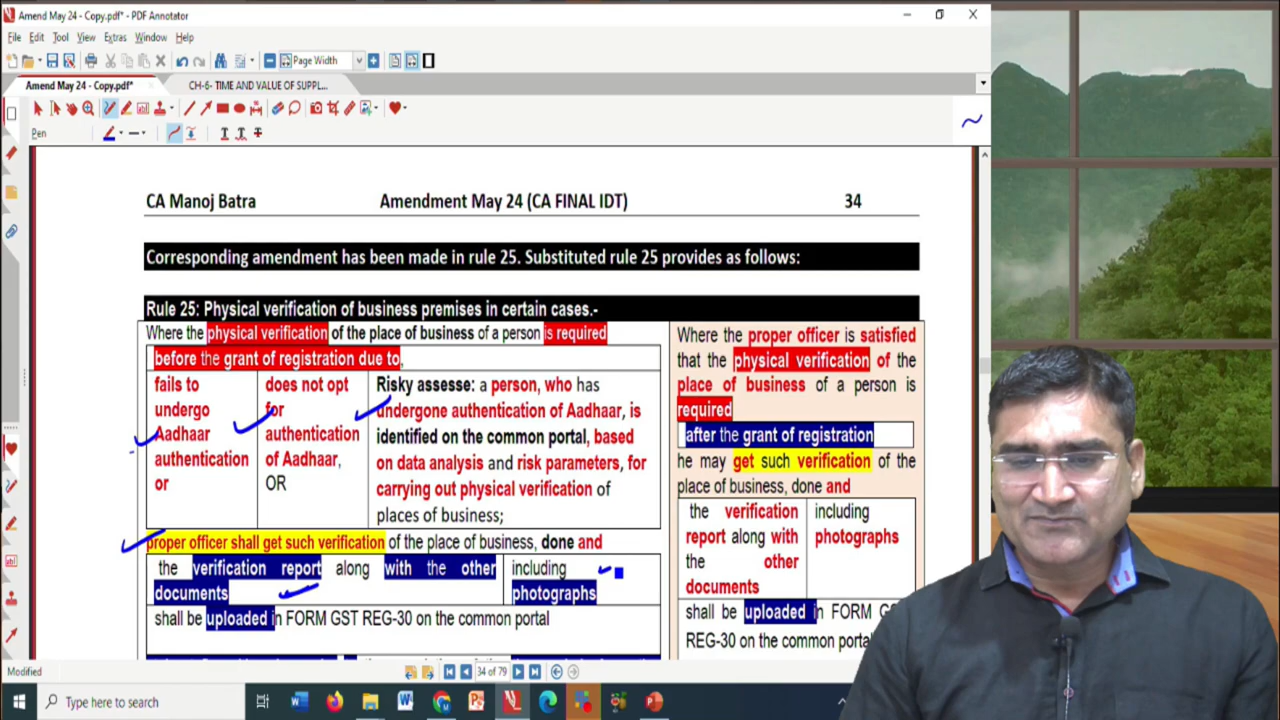 Amend May 24 - Copy.pdf* - PDF Annotator
File Edit Tool View Extras Window Help
Page Width
Amend May 24 - Copy.pdf*
CH-6- TIME AND VALUE OF SUPPL...
Pen
CA Manoj Batra
Amendment May 24 (CA FINAL IDT)
34
Corresponding amendment has been made in rule 25. Substituted rule 25 provides as follows:
Rule 25: Physical verification of business premises in certain cases.-
Where the physical verification of the place of business of a person is required
before the grant of registration due to,
fails to
undergo
Aadhaar
authentication
or
does not opt
for
authentication
of Aadhaar,
OR
Risky assesse: a person, who has
undergone authentication of Aadhaar, is
identified on the common portal, based
on data analysis and risk parameters, for
carrying out physical verification of
places of business;
proper officer shall get such verification of the place of business, done and
the verification report along with the other
documents
including
photographs
shall be uploaded in FORM GST REG-30 on the common portal
Where the proper officer is satisfied
that the physical verification of the
place of business of a person is
required
after the grant of registration
he may get such verification of the
place of business, done and
the verification
report along with
the other
documents
including
photographs
shall be uploaded in FORM
REG-30 on the common portal
Modified
34 of 79
Type here to search